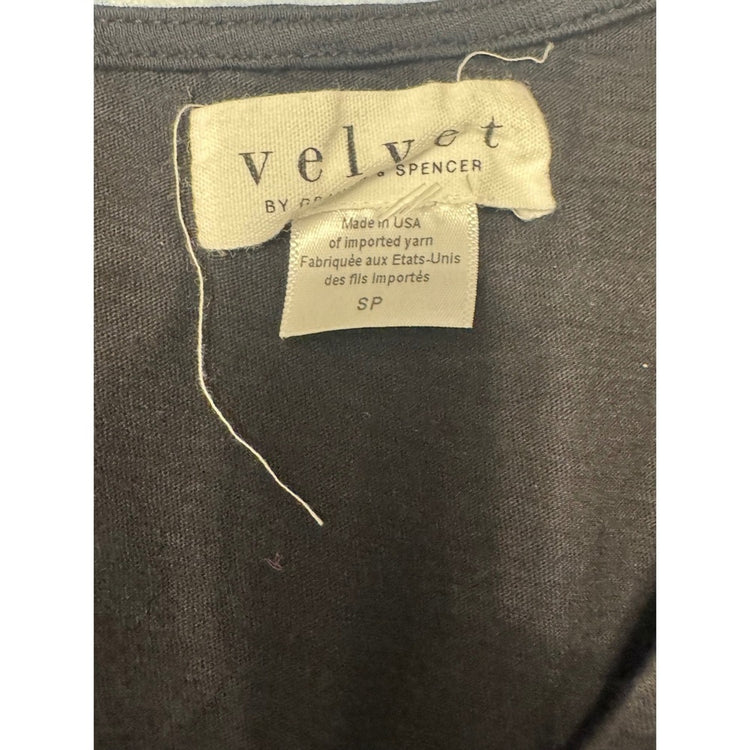 velvet
BY & SPENCER
Made in USA
of imported yarn
Fabriquée aux Etats-Unis
des fils importés
SP